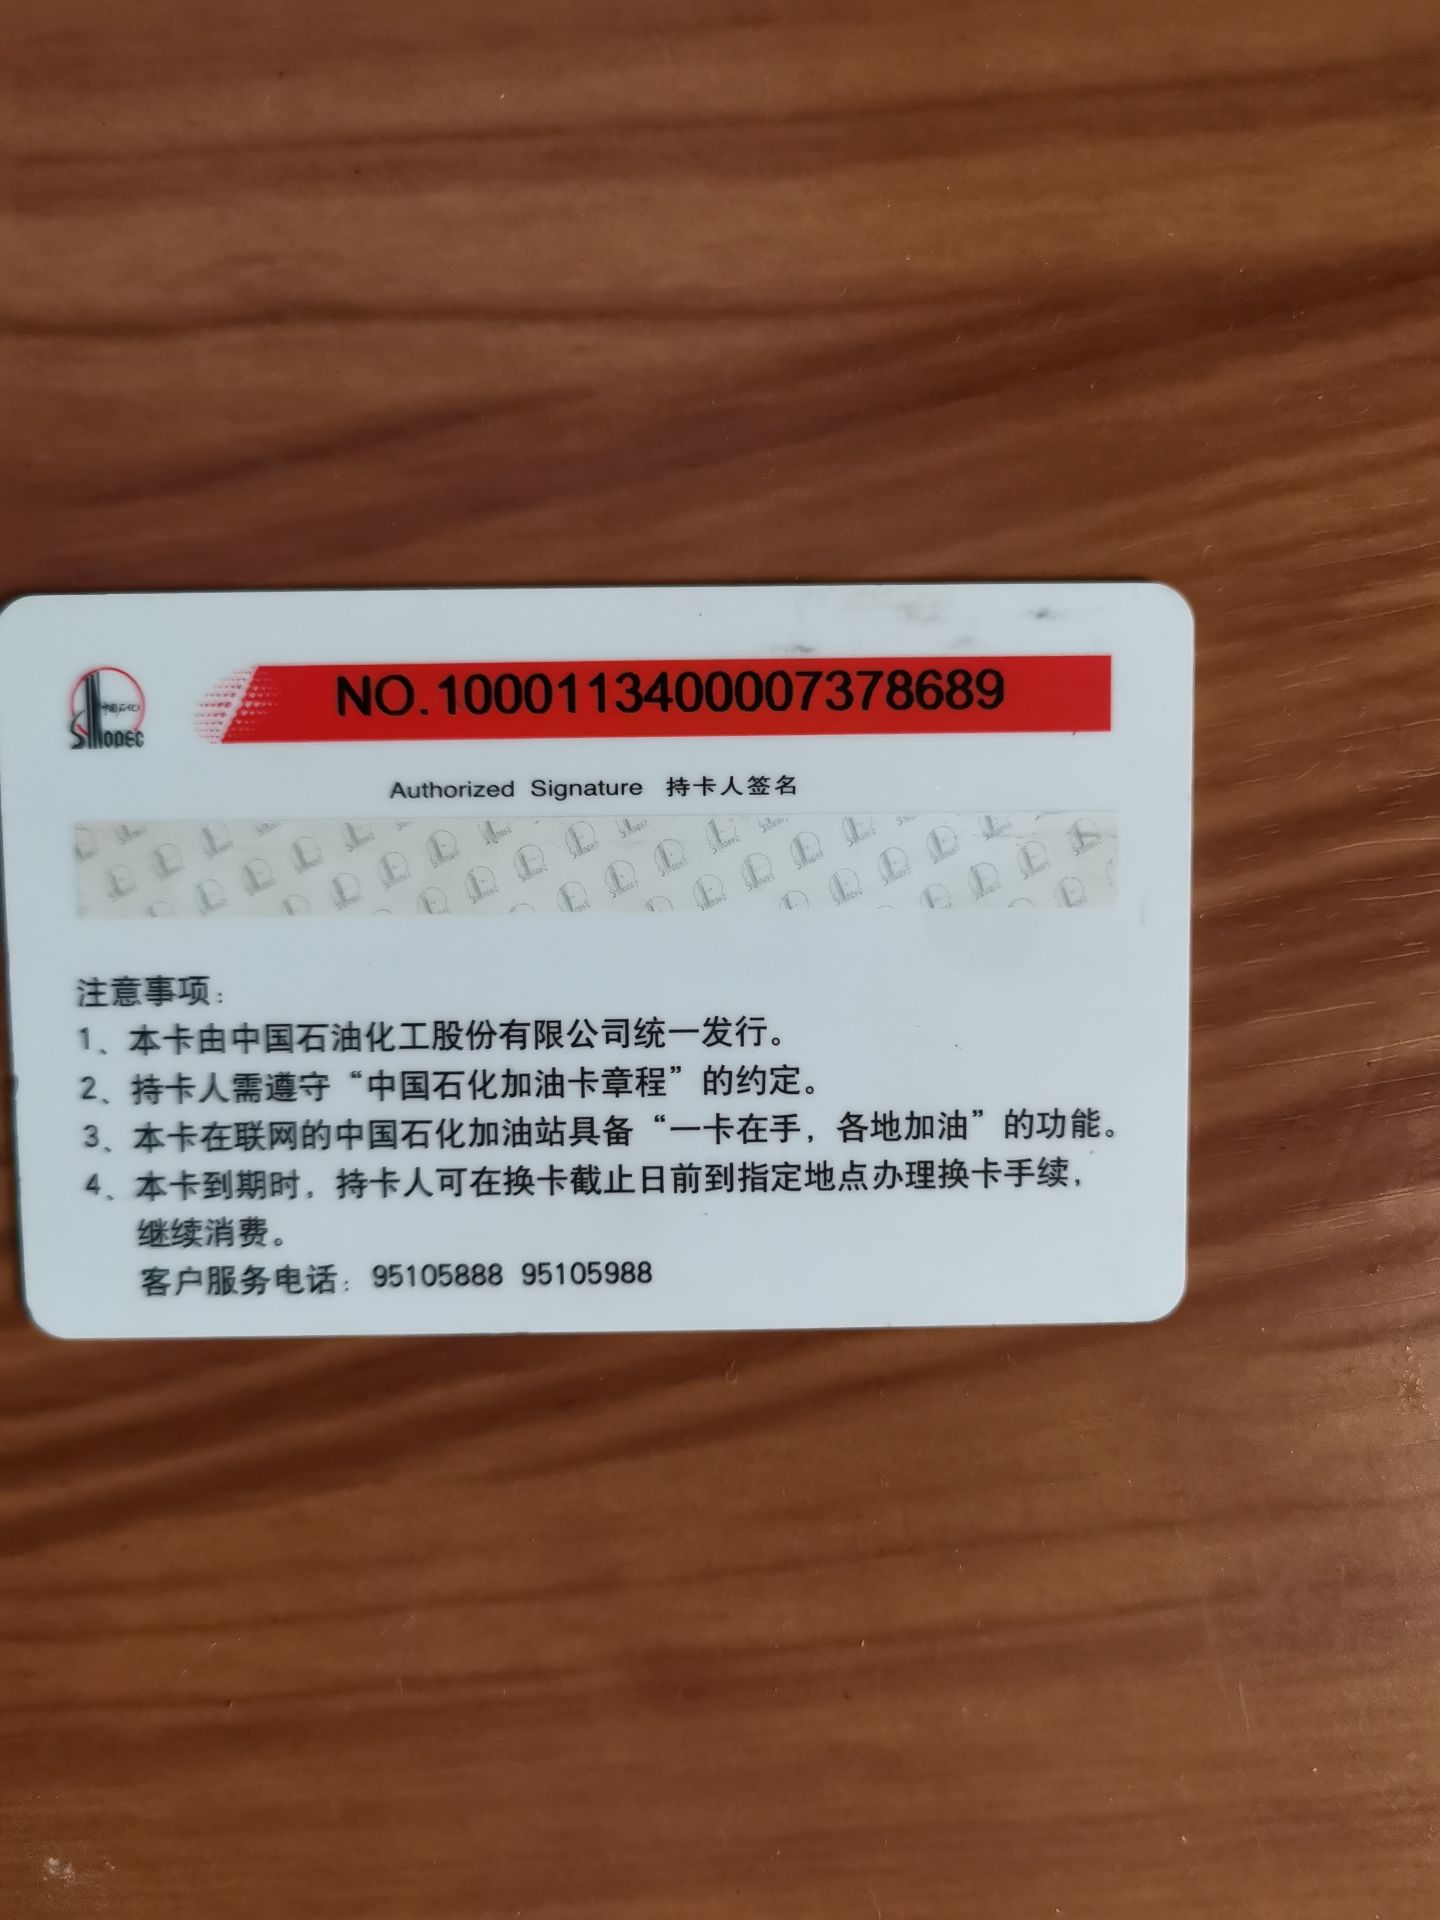 中国石化
SINOPEC
NO.1000113400007378689
Authorized Signature 持卡人签名
注意事项：
1、本卡由中国石油化工股份有限公司统一发行。
2、持卡人需遵守“中国石化加油卡章程”的约定。
3、本卡在联网的中国石化加油站具备“一卡在手，各地加油”的功能。
4、本卡到期时，持卡人可在换卡截止日前到指定地点办理换卡手续，
继续消费。
客户服务电话：95105888 95105988